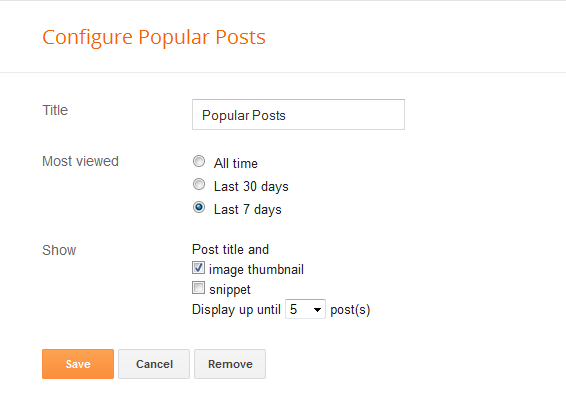 Configure Popular Posts
Title
Popular Posts
Most viewed
All time
Last 30 days
Last 7 days
Show
Post title and
image thumbnail
snippet
Display up until 5 post(s)
Save Cancel Remove